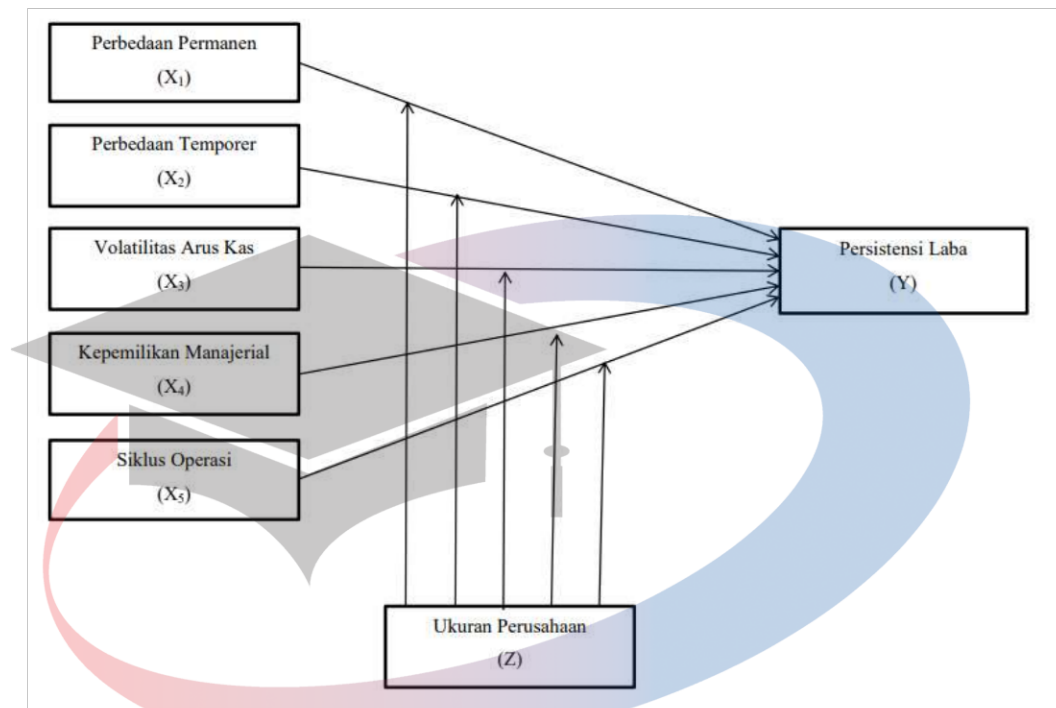 Perbedaan Permanen
(X₁)
Perbedaan Temporer
(X₂)
Volatilitas Arus Kas
(X₃)
Kepemilikan Manajerial
(X₄)
Siklus Operasi
(X₅)
Persistensi Laba
(Y)
Ukuran Perusahaan
(Z)